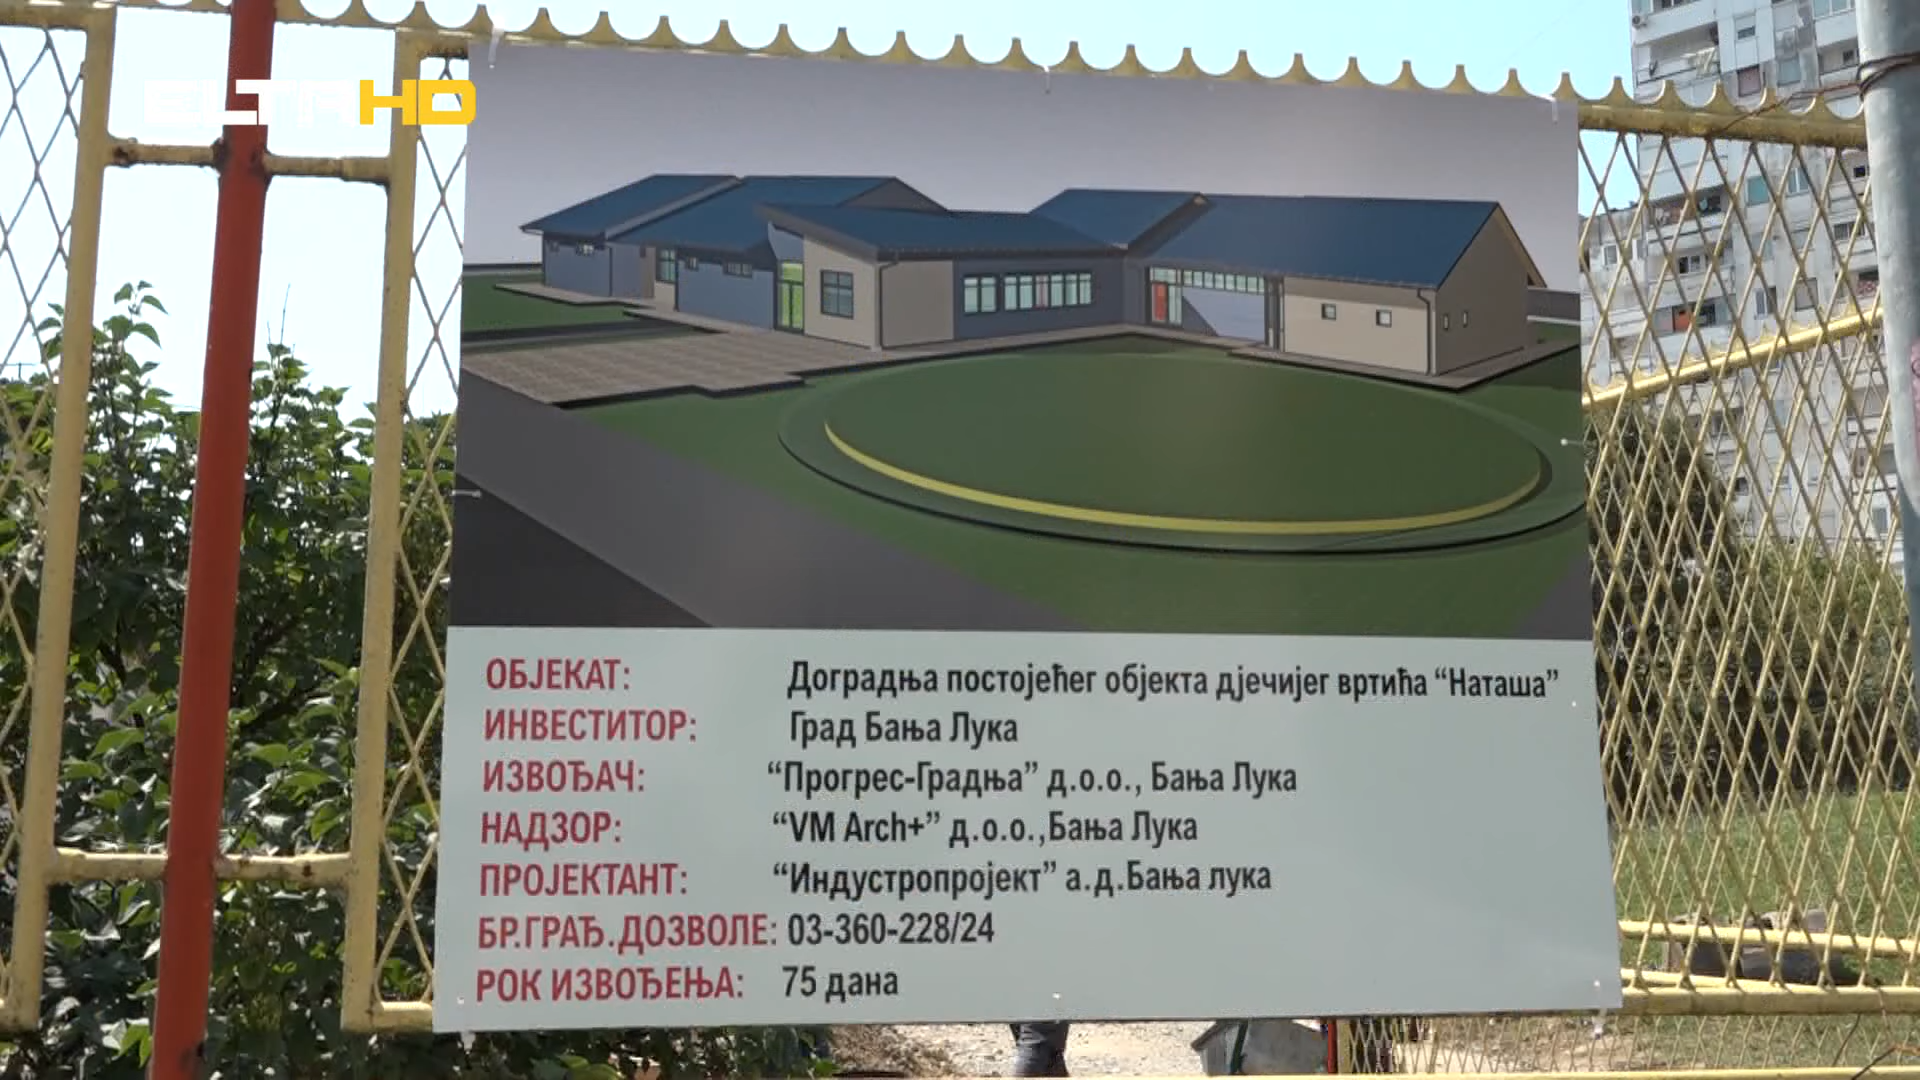 ELTA HD
ОБЈЕКАТ: Доградња постојећег објекта дјечијег вртића “Наташа”
ИНВЕСТИТОР: Град Бања Лука
ИЗВОЂАЧ: “Прогрес-Градња” д.о.о., Бања Лука
НАДЗОР: “VM Arch+” д.о.о.,Бања Лука
ПРОЈЕКТАНТ: “Индустропројект” а.д.Бања лука
БР.ГРАЂ.ДОЗВОЛЕ: 03-360-228/24
РОК ИЗВОЂЕЊА: 75 дана